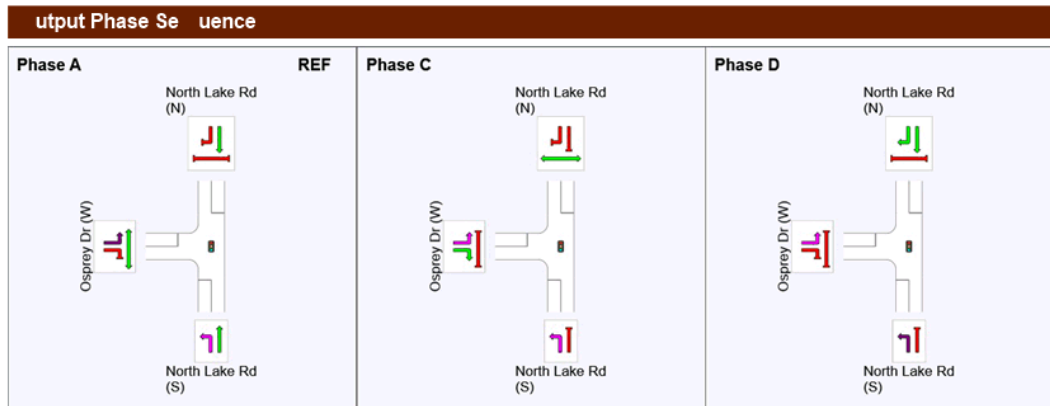 utput Phase Se uence
Phase A REF
North Lake Rd
(N)
Osprey Dr (W)
North Lake Rd
(S)
Phase C
North Lake Rd
(N)
Osprey Dr (W)
North Lake Rd
(S)
Phase D
North Lake Rd
(N)
Osprey Dr (W)
North Lake Rd
(S)